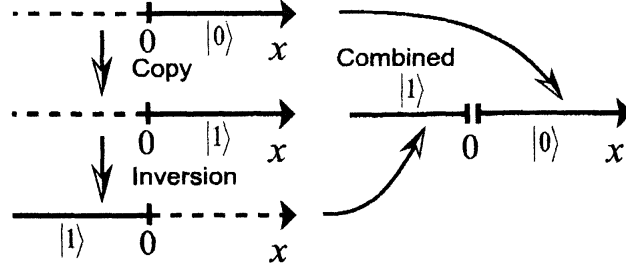 0 |0⟩ x
Copy
0 |1⟩ x
Inversion
|1⟩ 0 x
Combined
|1⟩ 0 |0⟩ x